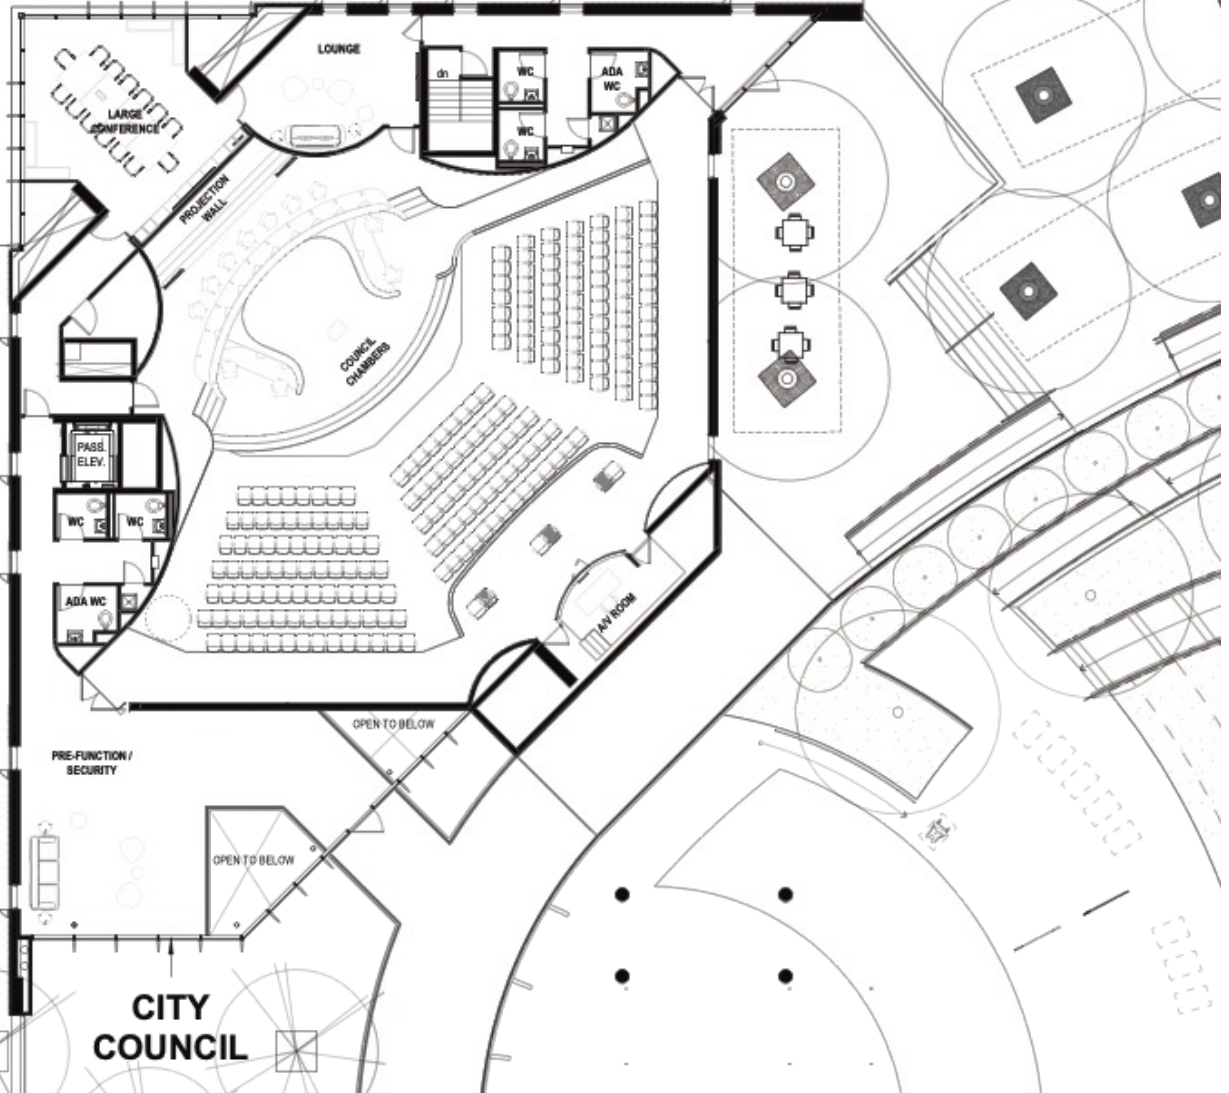 LOUNGE
dn
WC
ADA
WC
WC
LARGE
CONFERENCE
PROJECTION
WALL
COUNCIL
CHAMBERS
PASS.
ELEV.
WC
WC
ADA WC
A/V ROOM
OPEN TO BELOW
PRE-FUNCTION /
SECURITY
OPEN TO BELOW
CITY
COUNCIL